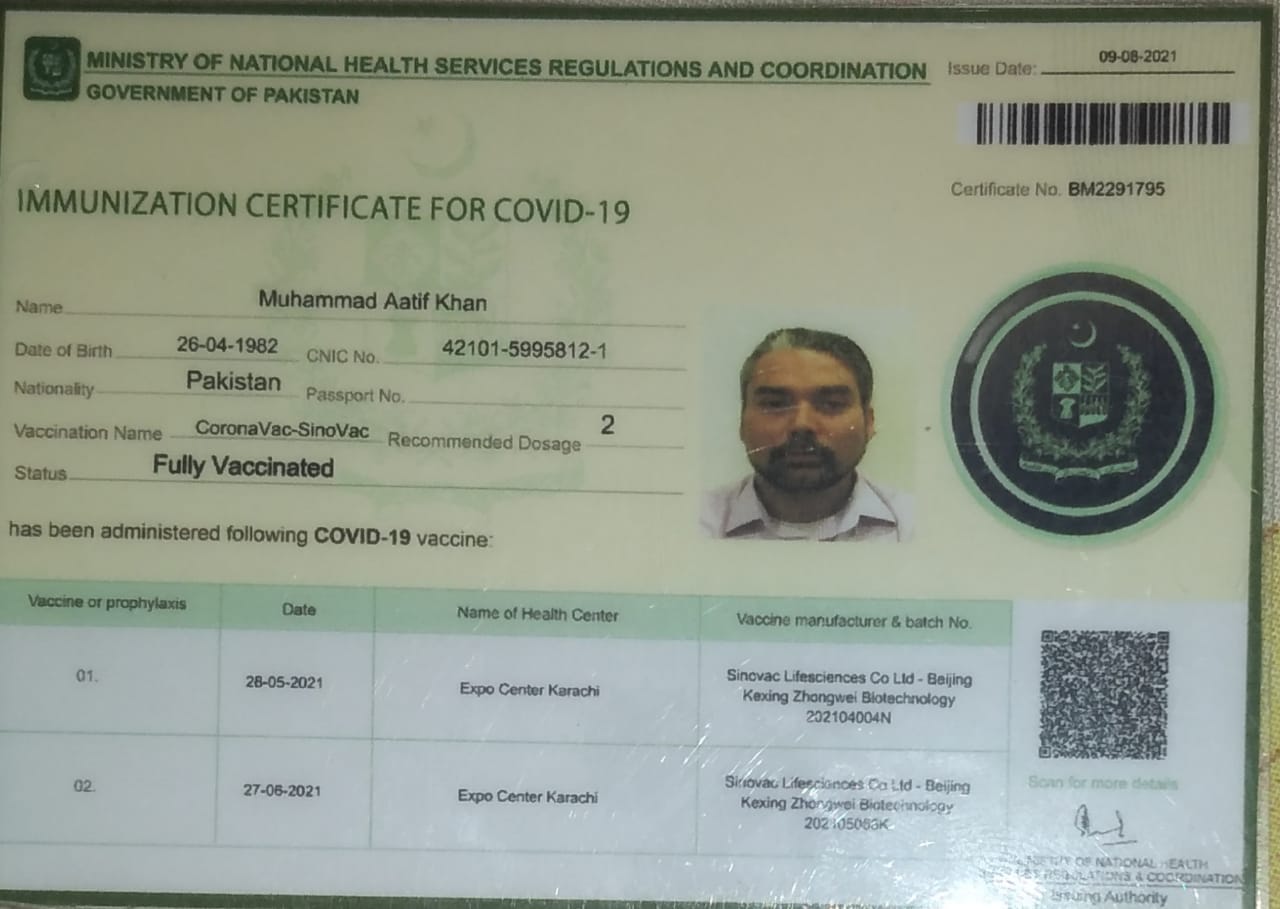 MINISTRY OF NATIONAL HEALTH SERVICES REGULATIONS AND COORDINATION
GOVERNMENT OF PAKISTAN
Issue Date: 09-08-2021
Certificate No. BM2291795
IMMUNIZATION CERTIFICATE FOR COVID-19
Name Muhammad Aatif Khan
Date of Birth 26-04-1982 CNIC No. 42101-5995812-1
Nationality Pakistan Passport No.
Vaccination Name CoronaVac-SinoVac Recommended Dosage 2
Status Fully Vaccinated
has been administered following COVID-19 vaccine:
Vaccine or prophylaxis Date Name of Health Center Vaccine manufacturer & batch No.
01. 28-05-2021 Expo Center Karachi Sinovac Lifesciences Co Ltd - Beijing
Kexing Zhongwei Biotechnology
202104004N
02. 27-06-2021 Expo Center Karachi Sinovac Lifesciences Co Ltd - Beijing
Kexing Zhongwei Biotechnology
Scan for more details
OF NATIONAL HEALTH
REGULATIONS & COORDINATION
Issuing Authority